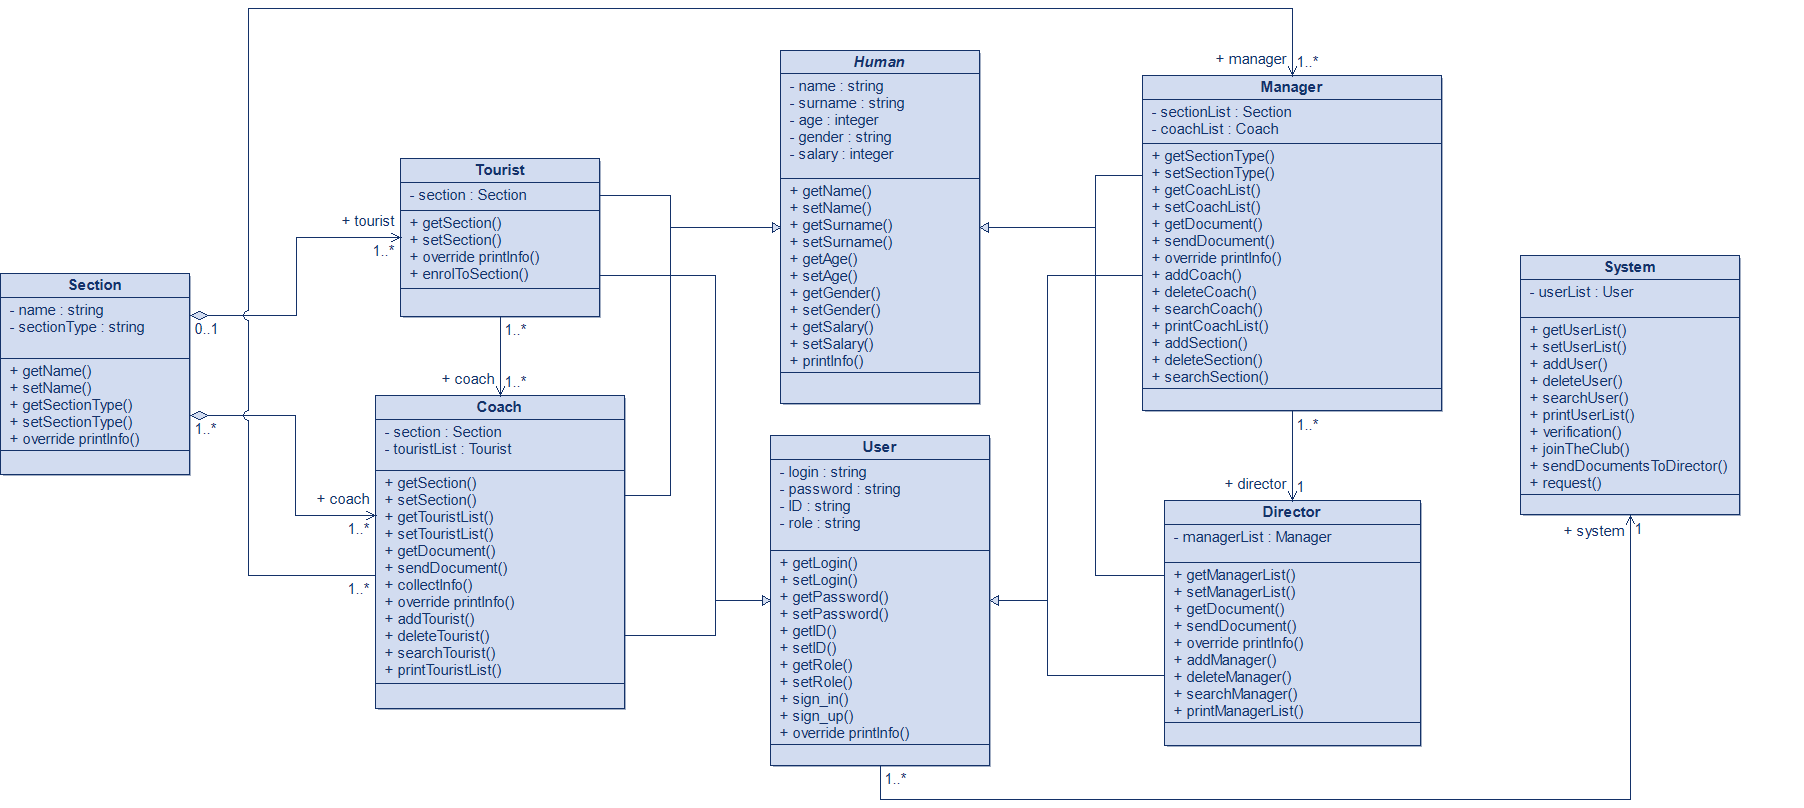 + manager
1..*
Human
- name : string
- surname : string
- age : integer
- gender : string
- salary : integer
+ getName()
+ setName()
+ getSurname()
+ setSurname()
+ getAge()
+ setAge()
+ getGender()
+ setGender()
+ getSalary()
+ setSalary()
+ printInfo()
Manager
- sectionList : Section
- coachList : Coach
+ getSectionType()
+ setSectionType()
+ getCoachList()
+ setCoachList()
+ getDocument()
+ sendDocument()
+ override printInfo()
+ addCoach()
+ deleteCoach()
+ searchCoach()
+ printCoachList()
+ addSection()
+ deleteSection()
+ searchSection()
1..*
Tourist
- section : Section
+ getSection()
+ setSection()
+ override printInfo()
+ enrolToSection()
+ tourist
1..*
1..*
Section
- name : string
- sectionType : string
+ getName()
+ setName()
+ getSectionType()
+ setSectionType()
+ override printInfo()
0..1
1..*
+ coach
1..*
+ coach
1..*
1..*
Coach
- section : Section
- touristList : Tourist
+ getSection()
+ setSection()
+ getTouristList()
+ setTouristList()
+ getDocument()
+ sendDocument()
+ collectInfo()
+ override printInfo()
+ addTourist()
+ deleteTourist()
+ searchTourist()
+ printTouristList()
User
- login : string
- password : string
- ID : string
- role : string
+ getLogin()
+ setLogin()
+ getPassword()
+ setPassword()
+ getID()
+ setID()
+ getRole()
+ setRole()
+ sign_in()
+ sign_up()
+ override printInfo()
1..*
+ director
1
Director
- managerList : Manager
+ getManagerList()
+ setManagerList()
+ getDocument()
+ sendDocument()
+ override printInfo()
+ addManager()
+ deleteManager()
+ searchManager()
+ printManagerList()
System
- userList : User
+ getUserList()
+ setUserList()
+ addUser()
+ deleteUser()
+ searchUser()
+ printUserList()
+ verification()
+ joinTheClub()
+ sendDocumentsToDirector()
+ request()
+ system
1